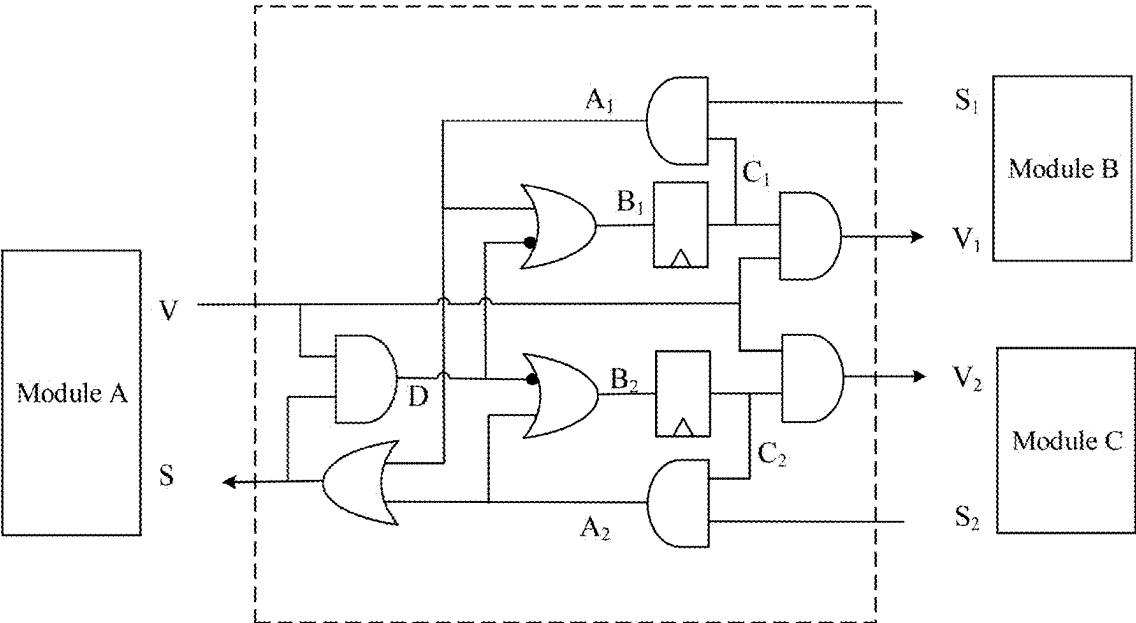 A₁
S₁
Module B
C₁
B₁
V₁
V
Module A
D
B₂
V₂
Module C
S
C₂
A₂
S₂